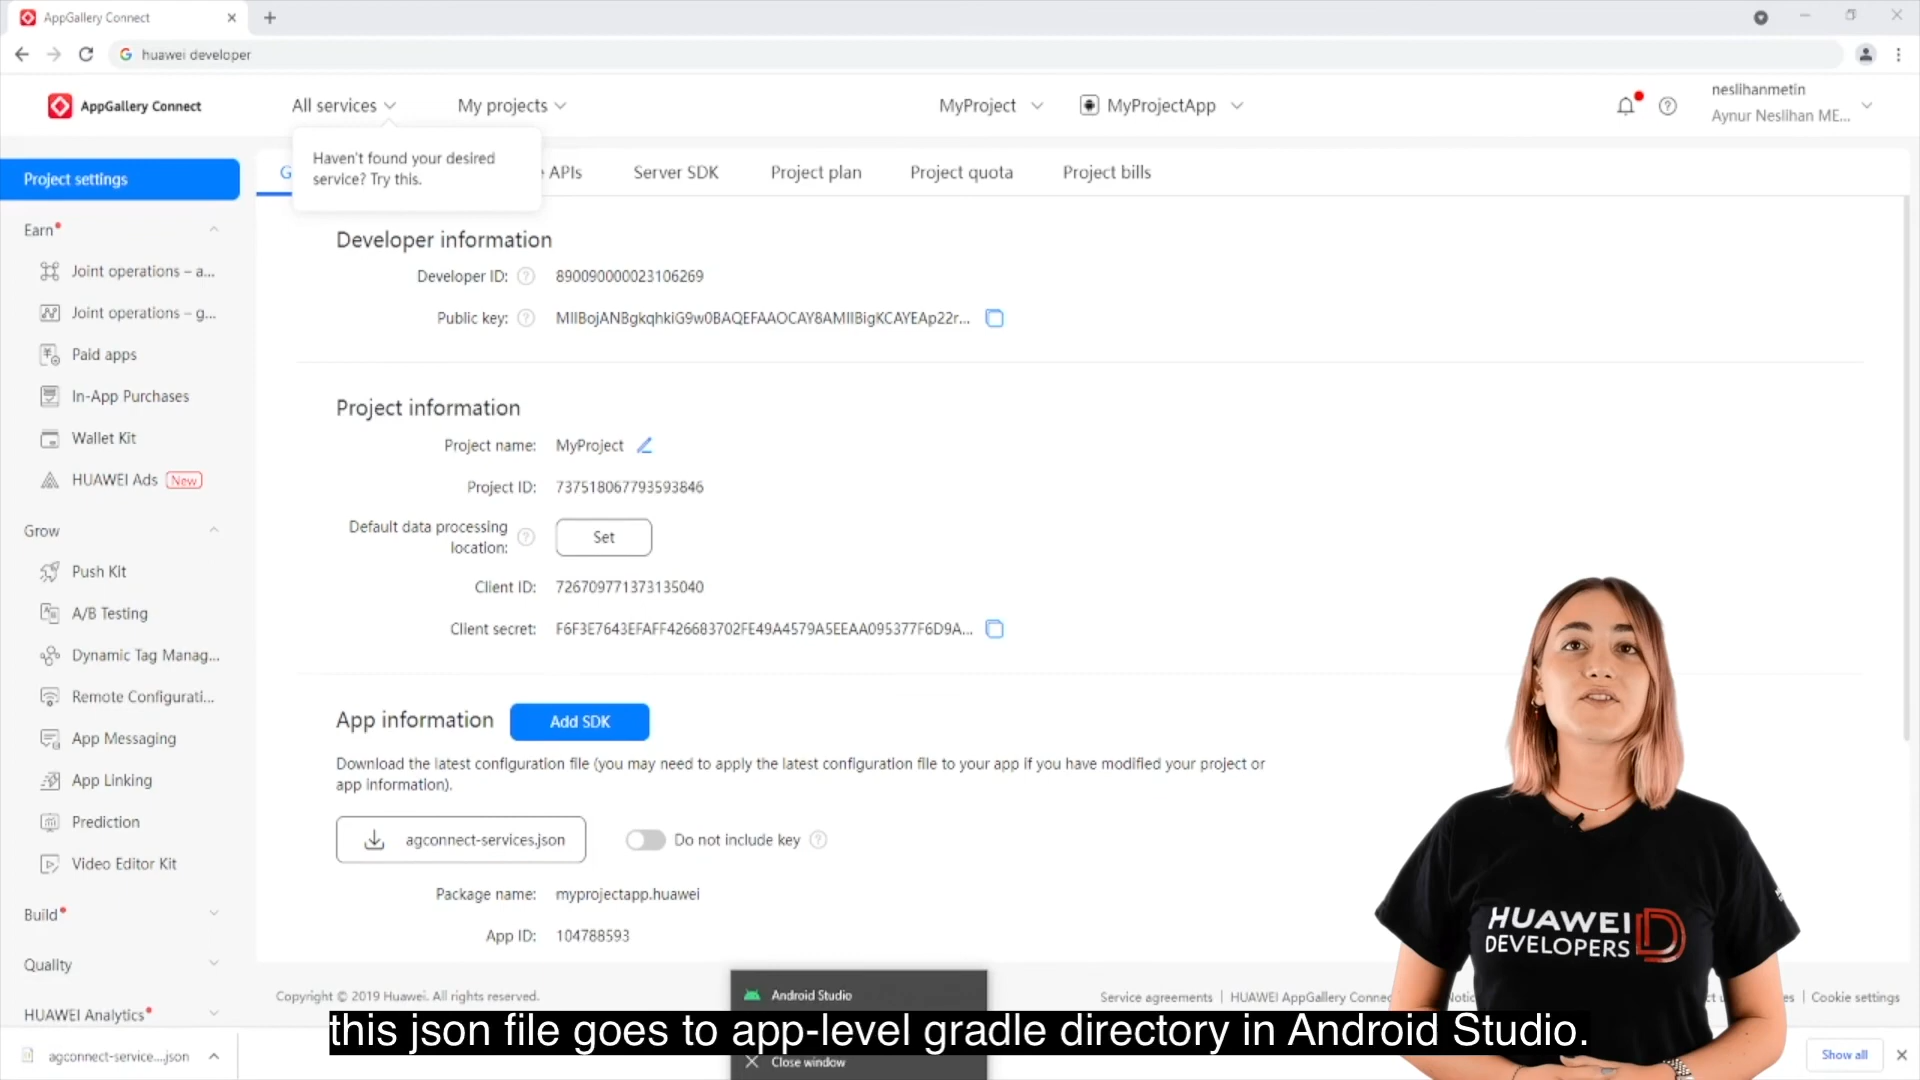 AppGallery Connect
huawei developer
AppGallery Connect
All services
My projects
MyProject
MyProjectApp
neslihanmetin
Aynur Neslihan ME...
Haven't found your desired
service? Try this.
Project settings
G
APIs
Server SDK
Project plan
Project quota
Project bills
Earn
Joint operations – a...
Joint operations – g...
Paid apps
In-App Purchases
Wallet Kit
HUAWEI Ads New
Grow
Push Kit
A/B Testing
Dynamic Tag Manag...
Remote Configurati...
App Messaging
App Linking
Prediction
Video Editor Kit
Build
Quality
HUAWEI Analytics
Developer information
Developer ID: 890090000023106269
Public key: MIIBojANBgkqhkiG9w0BAQEFAAOCAY8AMIIBigKCAYEAp22r...
Project information
Project name: MyProject
Project ID: 737518067793593846
Default data processing
location:
Set
Client ID: 726709771373135040
Client secret: F6F3E7643EFAFF426683702FE49A4579A5EEAA095377F6D9A...
App information
Add SDK
Download the latest configuration file (you may need to apply the latest configuration file to your app if you have modified your project or
app information).
agconnect-services.json
Do not include key
Package name: myprojectapp.huawei
App ID: 104788593
HUAWEI
DEVELOPERS
Copyright © 2019 Huawei. All rights reserved.
Android Studio
Service agreements
HUAWEI AppGallery Connec
Cookie settings
this json file goes to app-level gradle directory in Android Studio.
agconnect-service....json
Close window
Show all